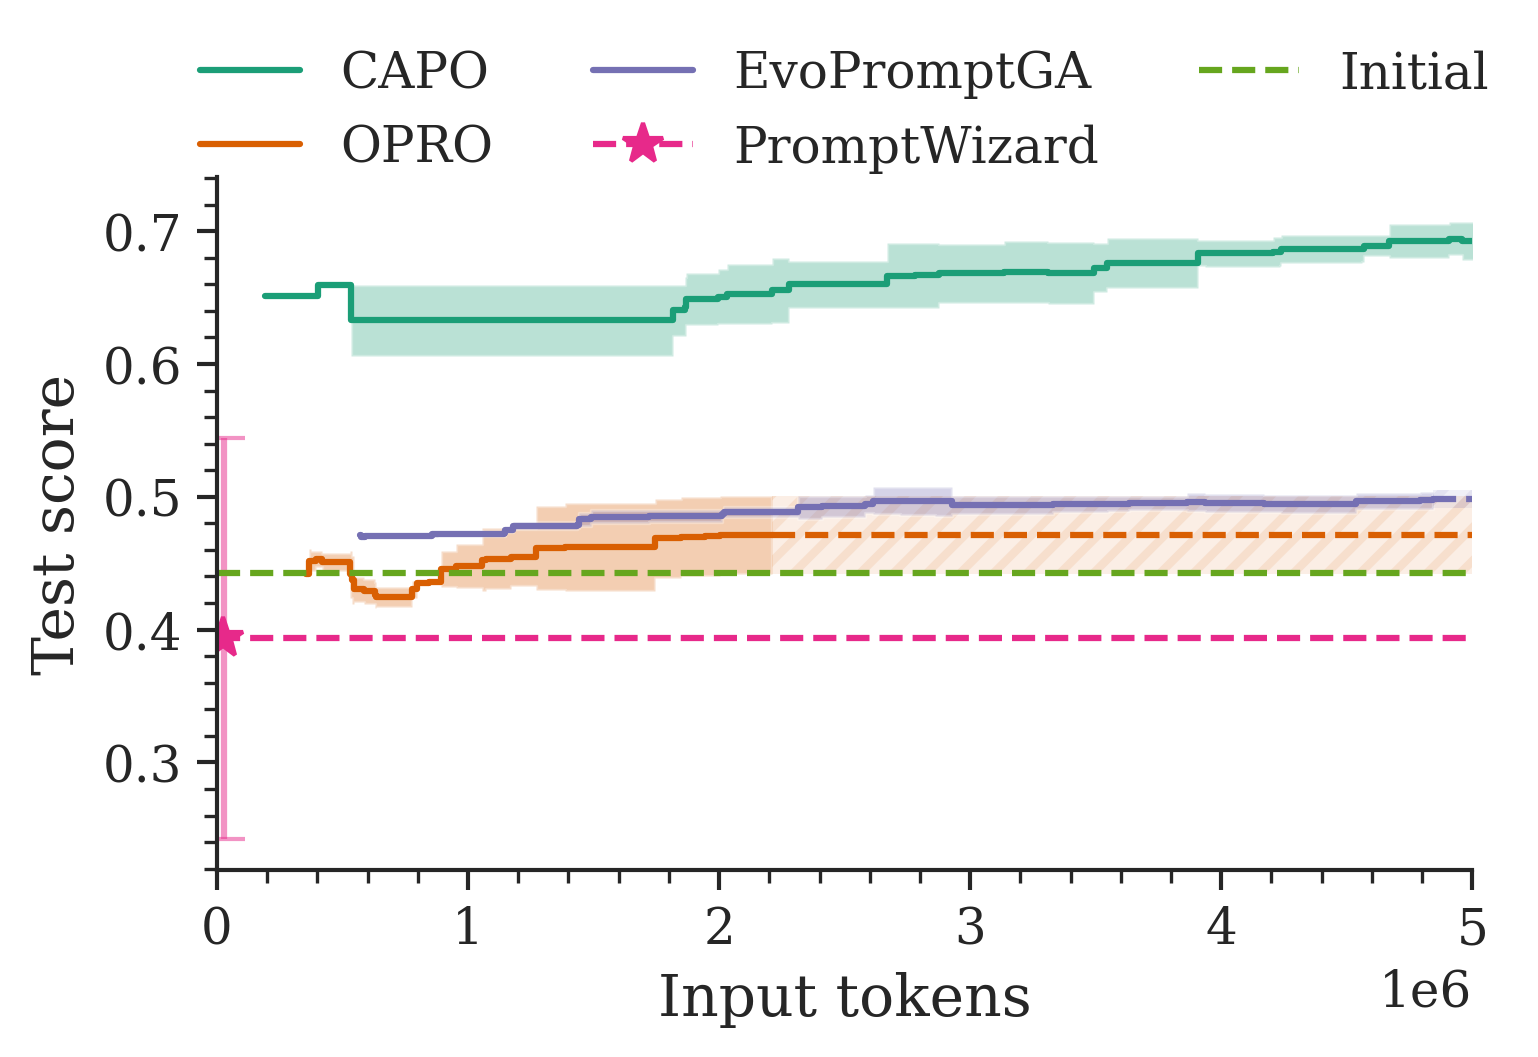 CAPO EvoPromptGA Initial
OPRO PromptWizard
0.7
0.6
0.5
0.4
0.3
Test score
0 1 2 3 4 5
1e6
Input tokens